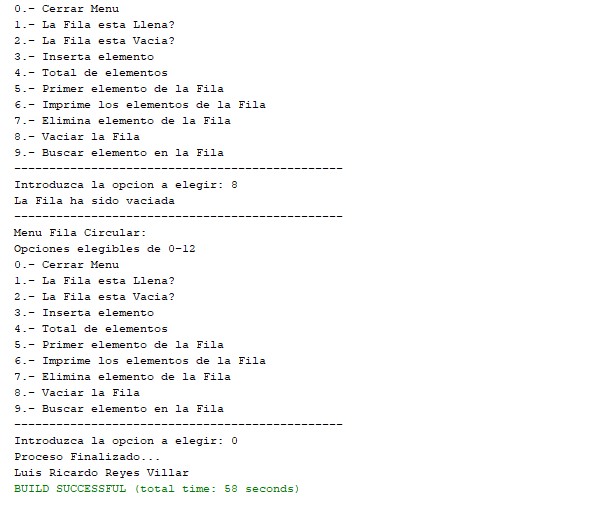 0.- Cerrar Menu
1.- La Fila esta Llena?
2.- La Fila esta Vacia?
3.- Inserta elemento
4.- Total de elementos
5.- Primer elemento de la Fila
6.- Imprime los elementos de la Fila
7.- Elimina elemento de la Fila
8.- Vaciar la Fila
9.- Buscar elemento en la Fila
-----------------------------------------------
Introduzca la opcion a elegir: 8
La Fila ha sido vaciada
-----------------------------------------------
Menu Fila Circular:
Opciones elegibles de 0-12
0.- Cerrar Menu
1.- La Fila esta Llena?
2.- La Fila esta Vacia?
3.- Inserta elemento
4.- Total de elementos
5.- Primer elemento de la Fila
6.- Imprime los elementos de la Fila
7.- Elimina elemento de la Fila
8.- Vaciar la Fila
9.- Buscar elemento en la Fila
-----------------------------------------------
Introduzca la opcion a elegir: 0
Proceso Finalizado...
Luis Ricardo Reyes Villar
BUILD SUCCESSFUL (total time: 58 seconds)